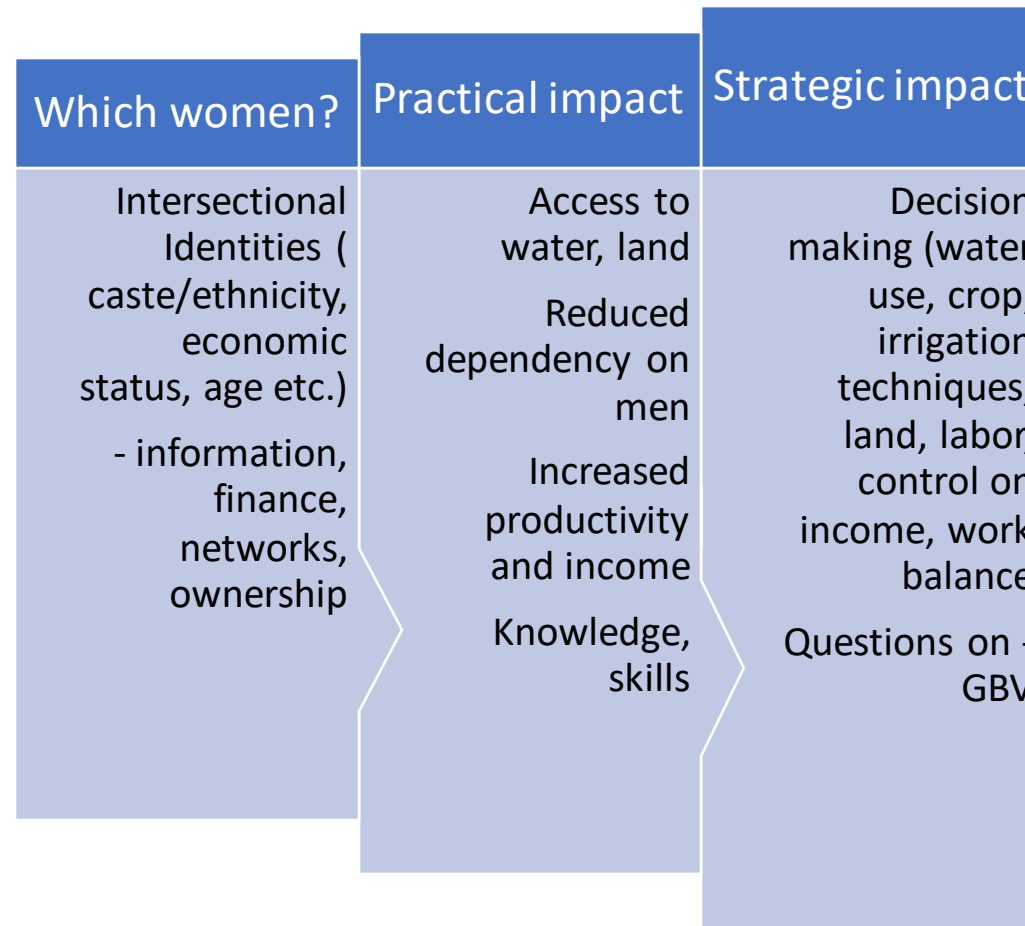 Which women?
Intersectional
Identities (
caste/ethnicity,
economic
status, age etc.)
- information,
finance,
networks,
ownership
Practical impact
Access to
water, land
Reduced
dependency on
men
Increased
productivity
and income
Knowledge,
skills
Strategic impact
Decision
making (water
use, crop,
irrigation
techniques,
land, labor,
control on
income, work
balance
Questions on -
GBV